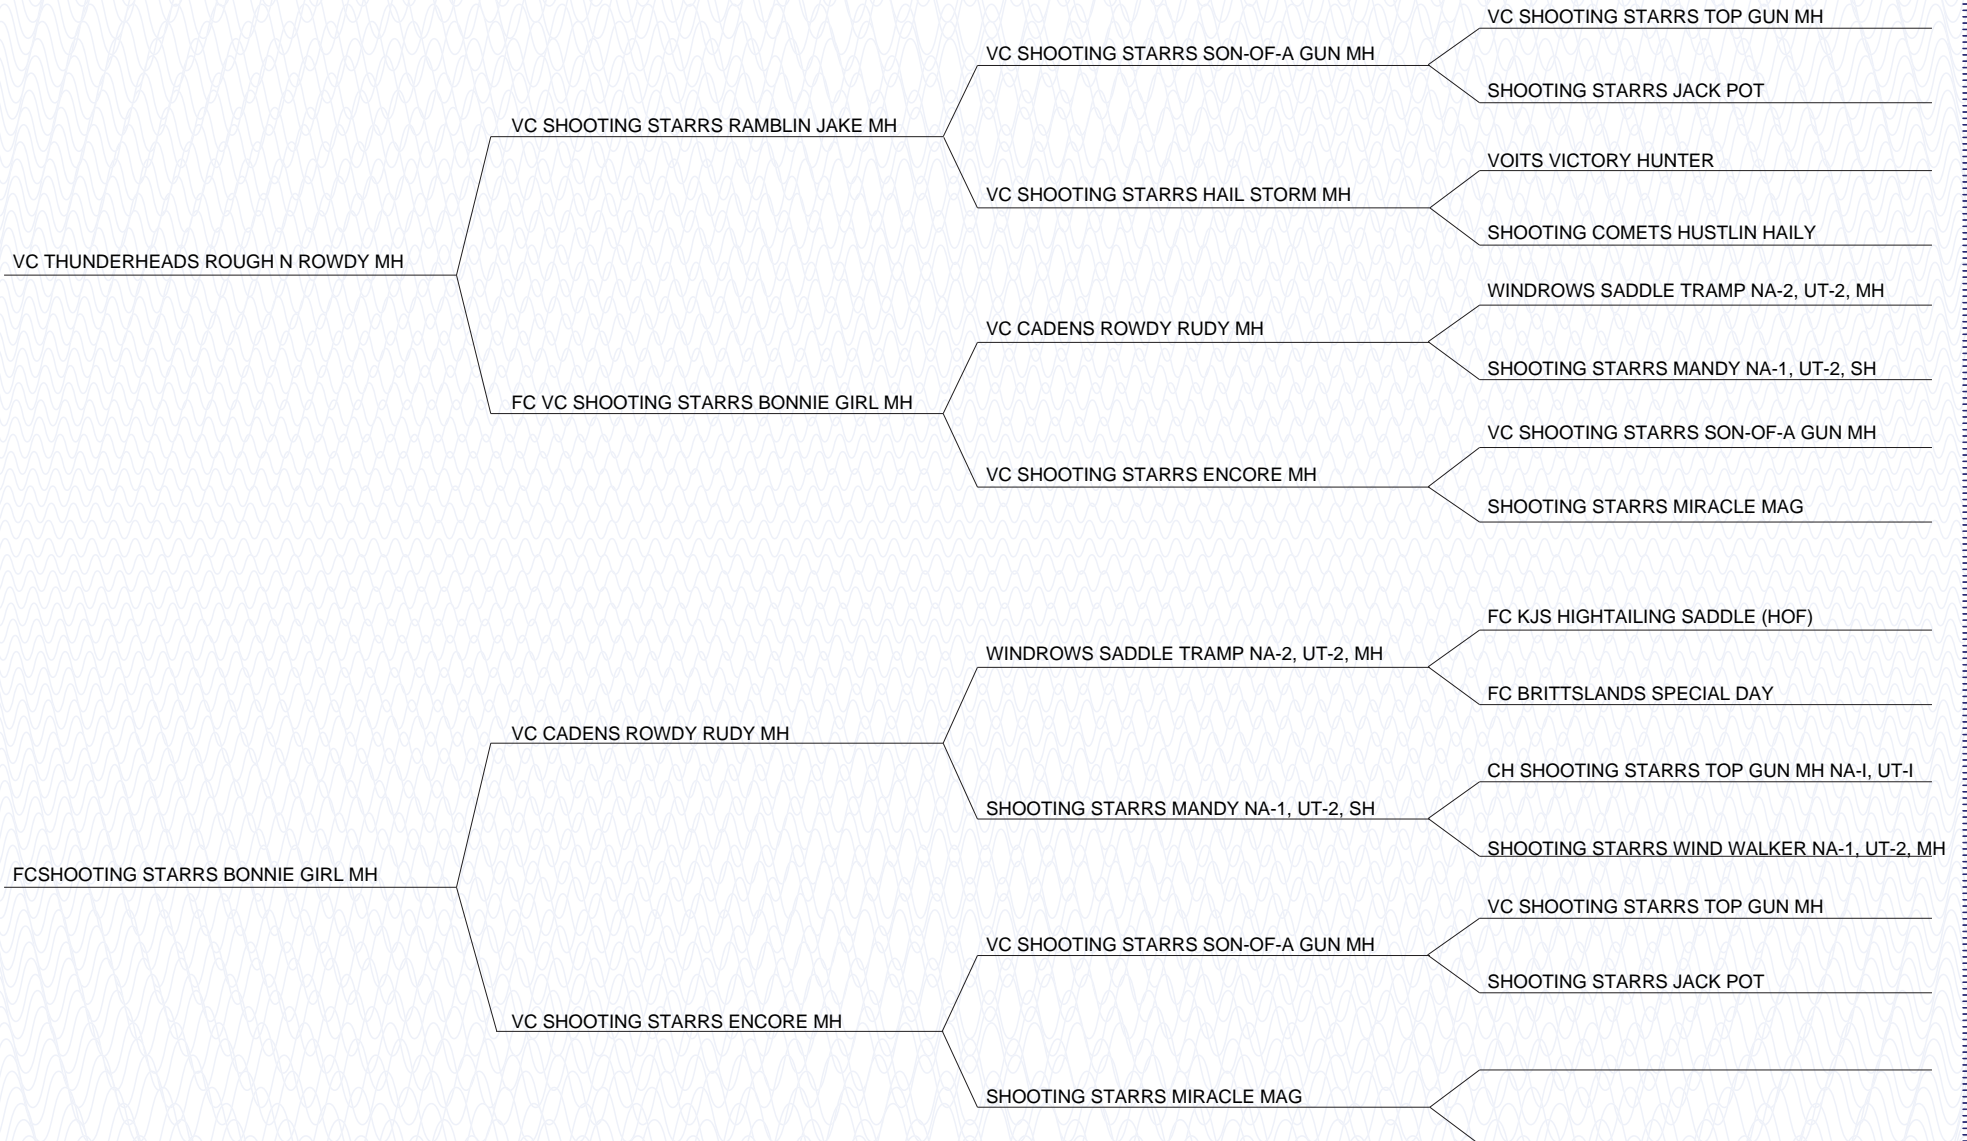 VC SHOOTING STARRS TOP GUN MH
VC SHOOTING STARRS SON-OF-A GUN MH
SHOOTING STARRS JACK POT
VC SHOOTING STARRS RAMBLIN JAKE MH
VOITS VICTORY HUNTER
VC SHOOTING STARRS HAIL STORM MH
SHOOTING COMETS HUSTLIN HAILY
VC THUNDERHEADS ROUGH N ROWDY MH
WINDROWS SADDLE TRAMP NA-2, UT-2, MH
VC CADENS ROWDY RUDY MH
SHOOTING STARRS MANDY NA-1, UT-2, SH
FC VC SHOOTING STARRS BONNIE GIRL MH
VC SHOOTING STARRS SON-OF-A GUN MH
VC SHOOTING STARRS ENCORE MH
SHOOTING STARRS MIRACLE MAG
FC KJS HIGHTAILING SADDLE (HOF)
WINDROWS SADDLE TRAMP NA-2, UT-2, MH
FC BRITTSLANDS SPECIAL DAY
VC CADENS ROWDY RUDY MH
CH SHOOTING STARRS TOP GUN MH NA-I, UT-I
SHOOTING STARRS MANDY NA-1, UT-2, SH
SHOOTING STARRS WIND WALKER NA-1, UT-2, MH
FCSHOOTING STARRS BONNIE GIRL MH
VC SHOOTING STARRS TOP GUN MH
VC SHOOTING STARRS SON-OF-A GUN MH
SHOOTING STARRS JACK POT
VC SHOOTING STARRS ENCORE MH
SHOOTING STARRS MIRACLE MAG